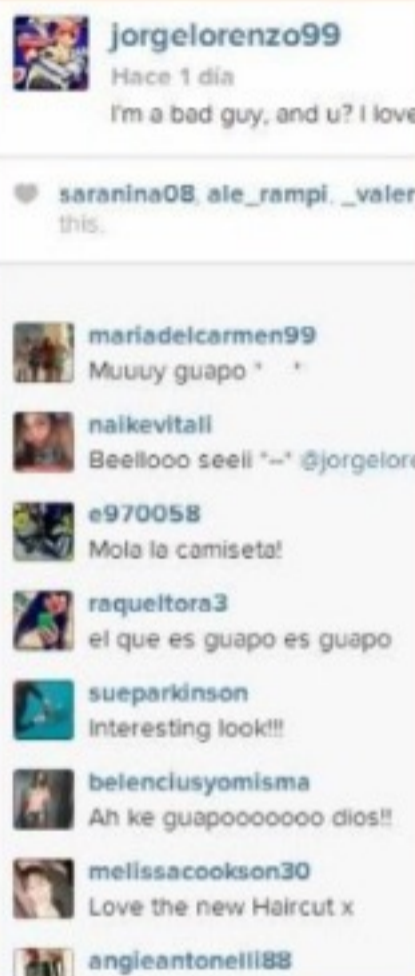 jorgelorenzo99
Hace 1 día
I'm a bad guy, and u? I love
saranina08, ale_rampi, _valer
this.
mariadelcarmen99
Muuuy guapo * *
naikevitali
Beellooo seeii *--* @jorgelore
e970058
Mola la camiseta!
raqueltora3
el que es guapo es guapo
sueparkinson
Interesting look!!!
belenciusyomisma
Ah ke guapooooooo dios!!
melissacookson30
Love the new Haircut x
angieantonelli88